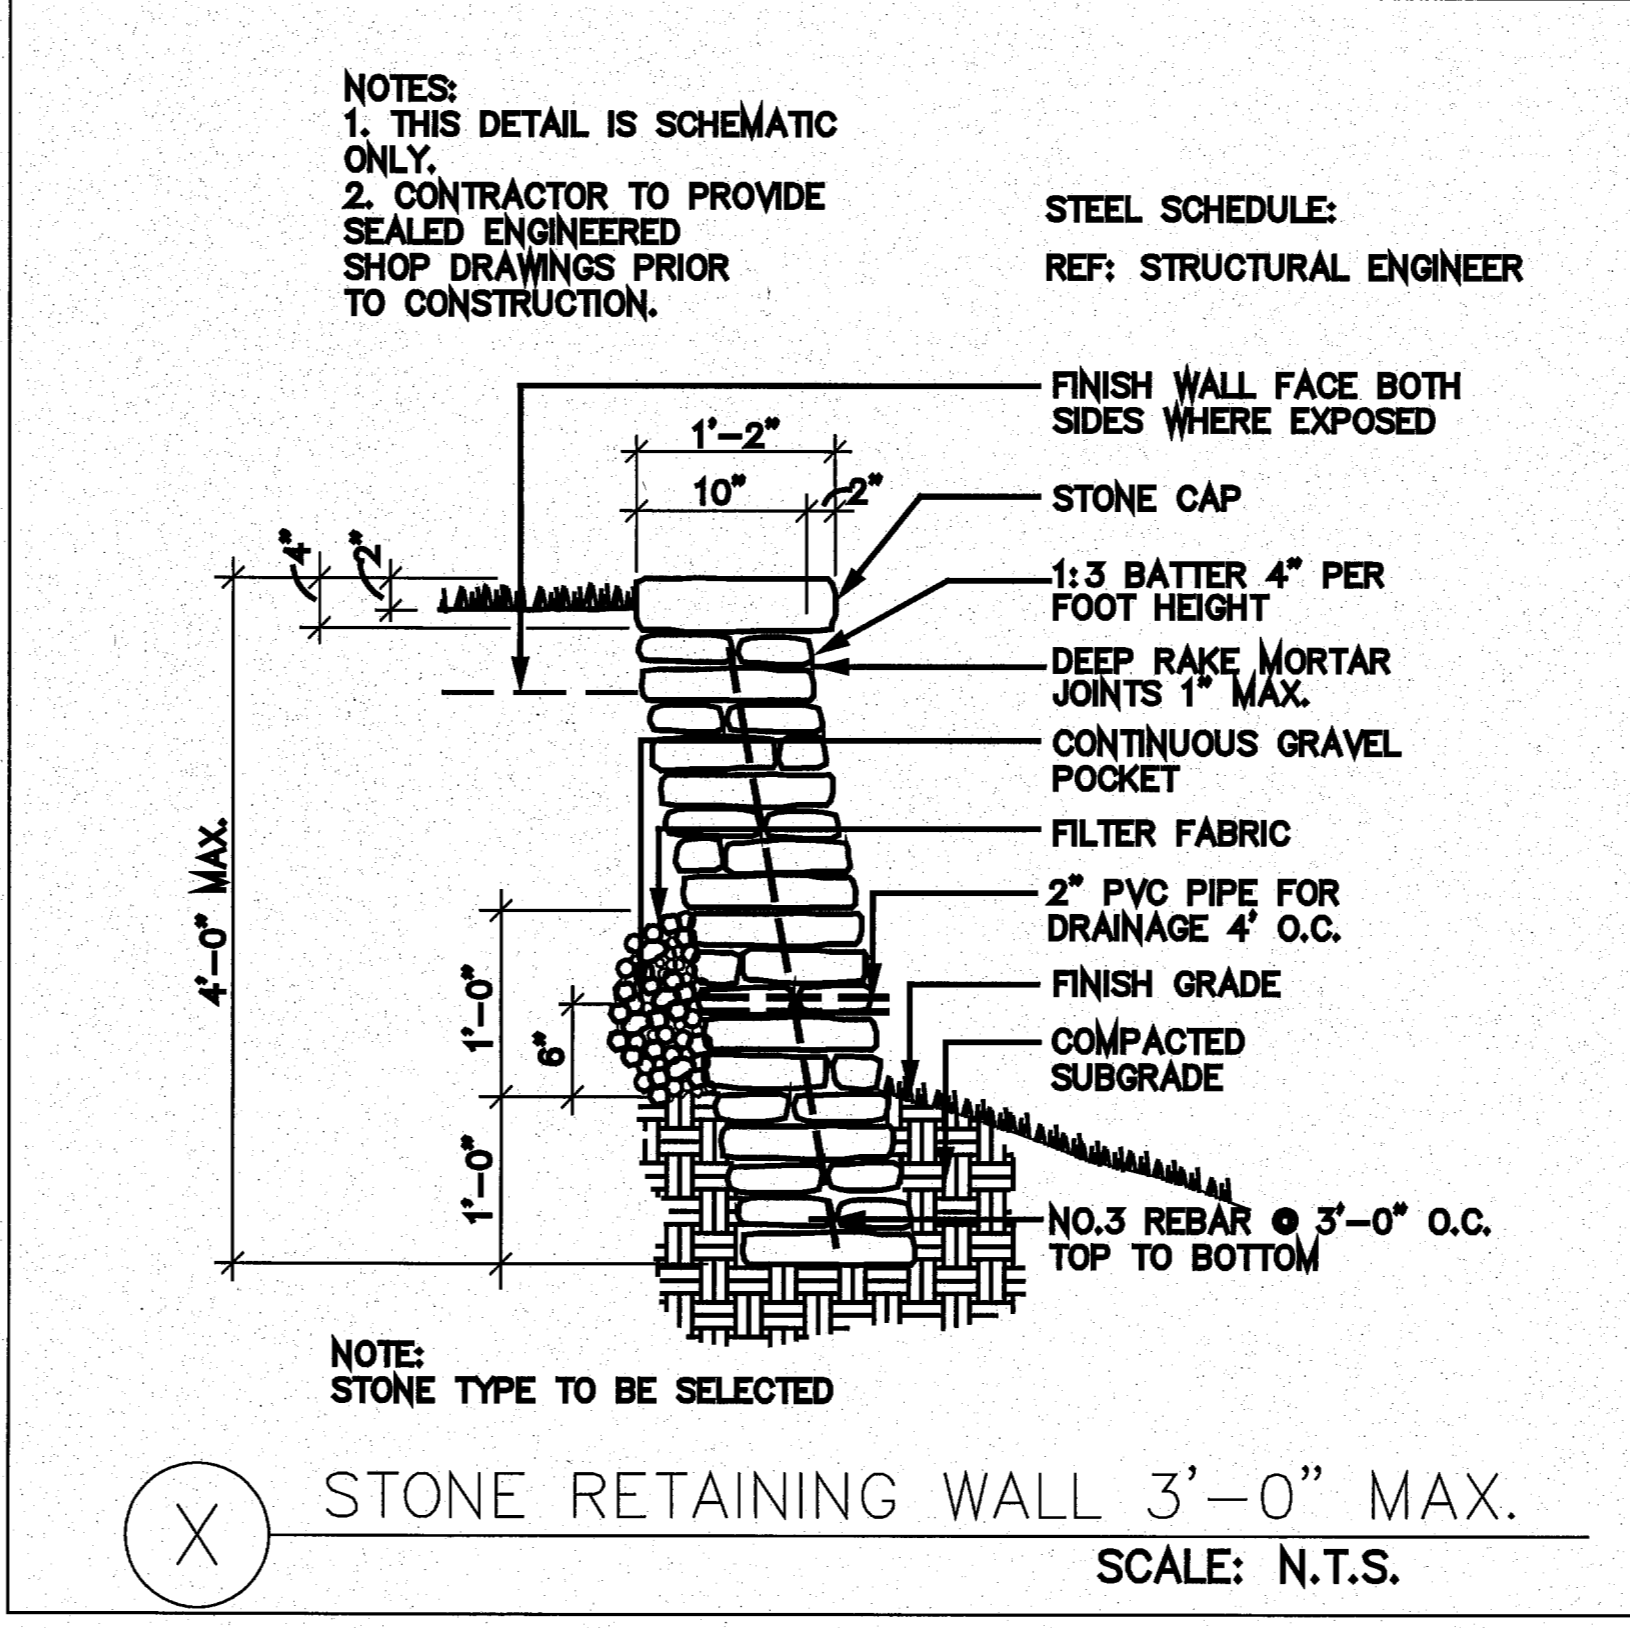 NOTES:
1. THIS DETAIL IS SCHEMATIC
ONLY.
2. CONTRACTOR TO PROVIDE
SEALED ENGINEERED
SHOP DRAWINGS PRIOR
TO CONSTRUCTION.
STEEL SCHEDULE:
REF: STRUCTURAL ENGINEER
FINISH WALL FACE BOTH
SIDES WHERE EXPOSED
1'-2"
10"
2"
STONE CAP
4"
2"
1:3 BATTER 4" PER
FOOT HEIGHT
DEEP RAKE MORTAR
JOINTS 1" MAX.
CONTINUOUS GRAVEL
POCKET
FILTER FABRIC
2" PVC PIPE FOR
DRAINAGE 4' O.C.
4'-0" MAX.
1'-0"
6"
FINISH GRADE
COMPACTED
SUBGRADE
1'-0"
NO.3 REBAR @ 3'-0" O.C.
TOP TO BOTTOM
NOTE:
STONE TYPE TO BE SELECTED
X
STONE RETAINING WALL 3'-0" MAX.
SCALE: N.T.S.